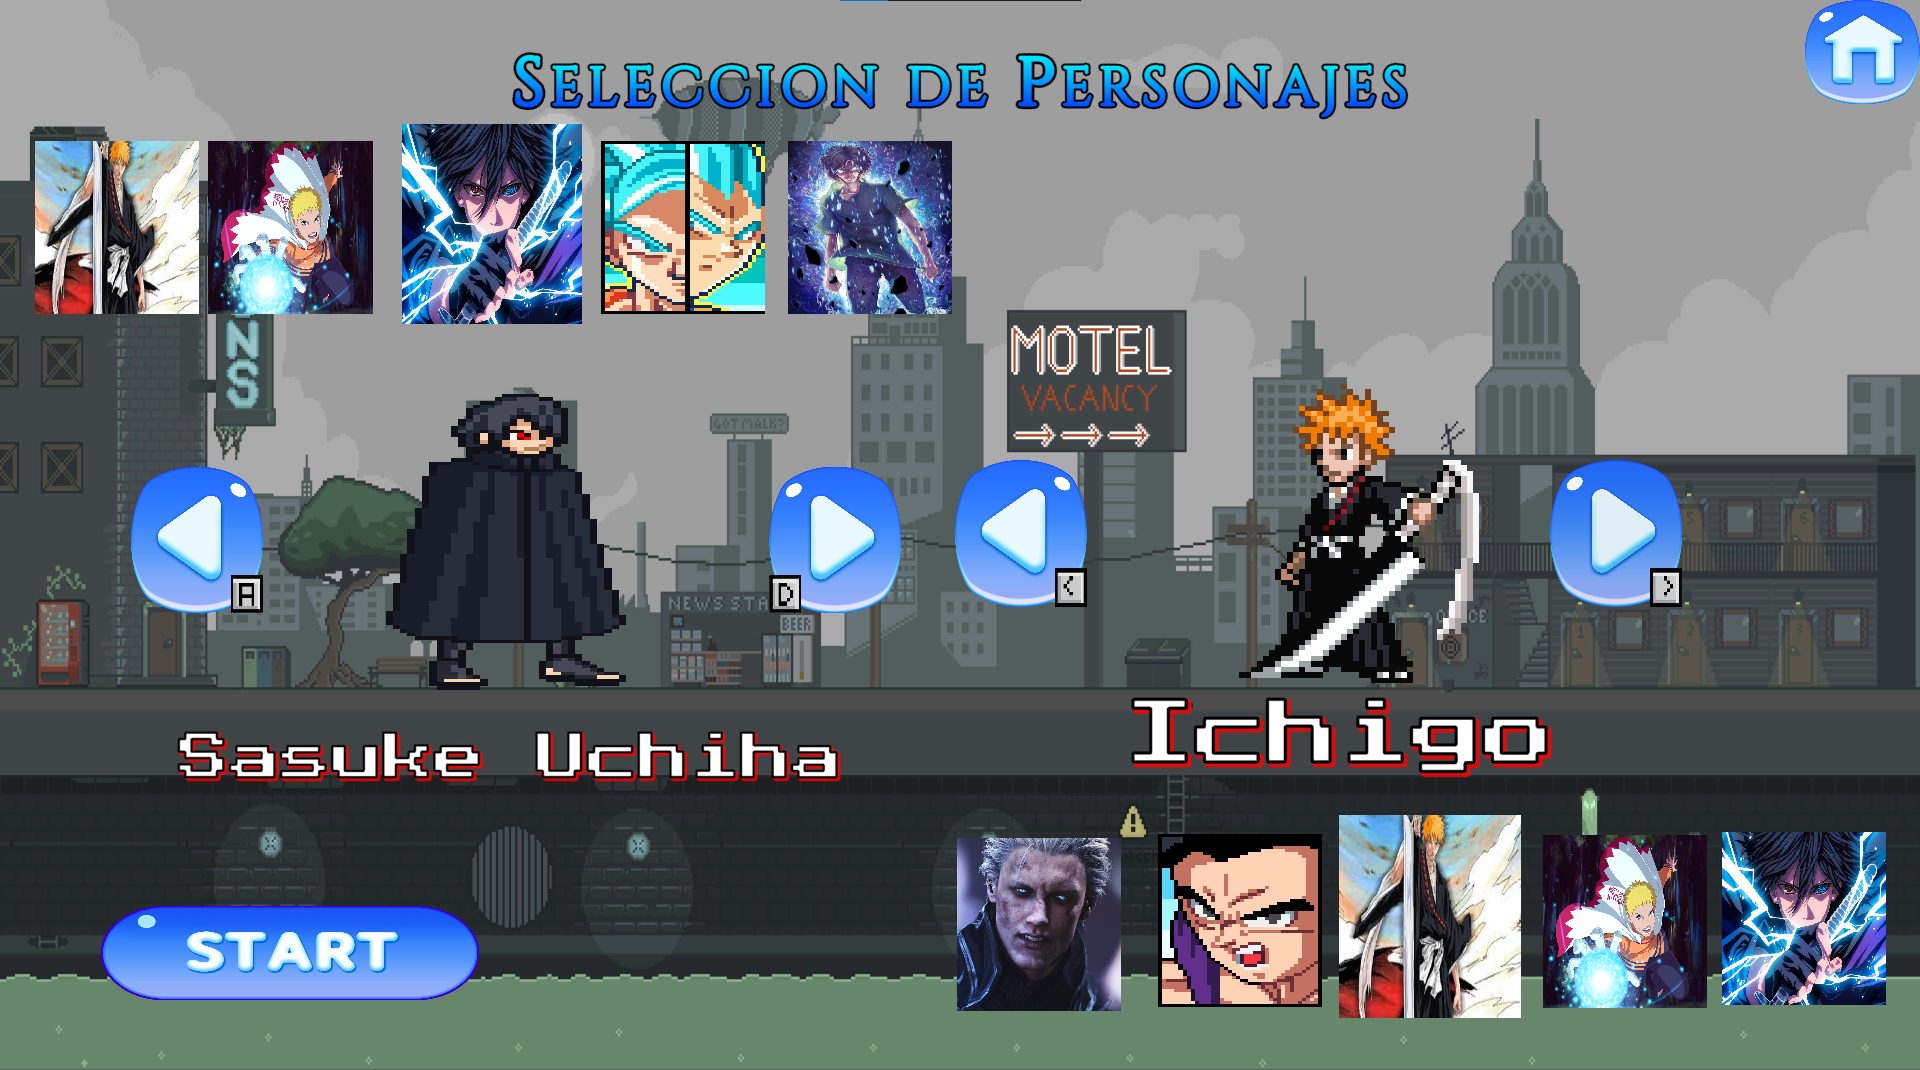 Seleccion de Personajes
NS
MOTEL
VACANCY
GOT MALK?
A
D
<
>
NEWS STA
BEER
Sasuke Uchiha
Ichigo
START